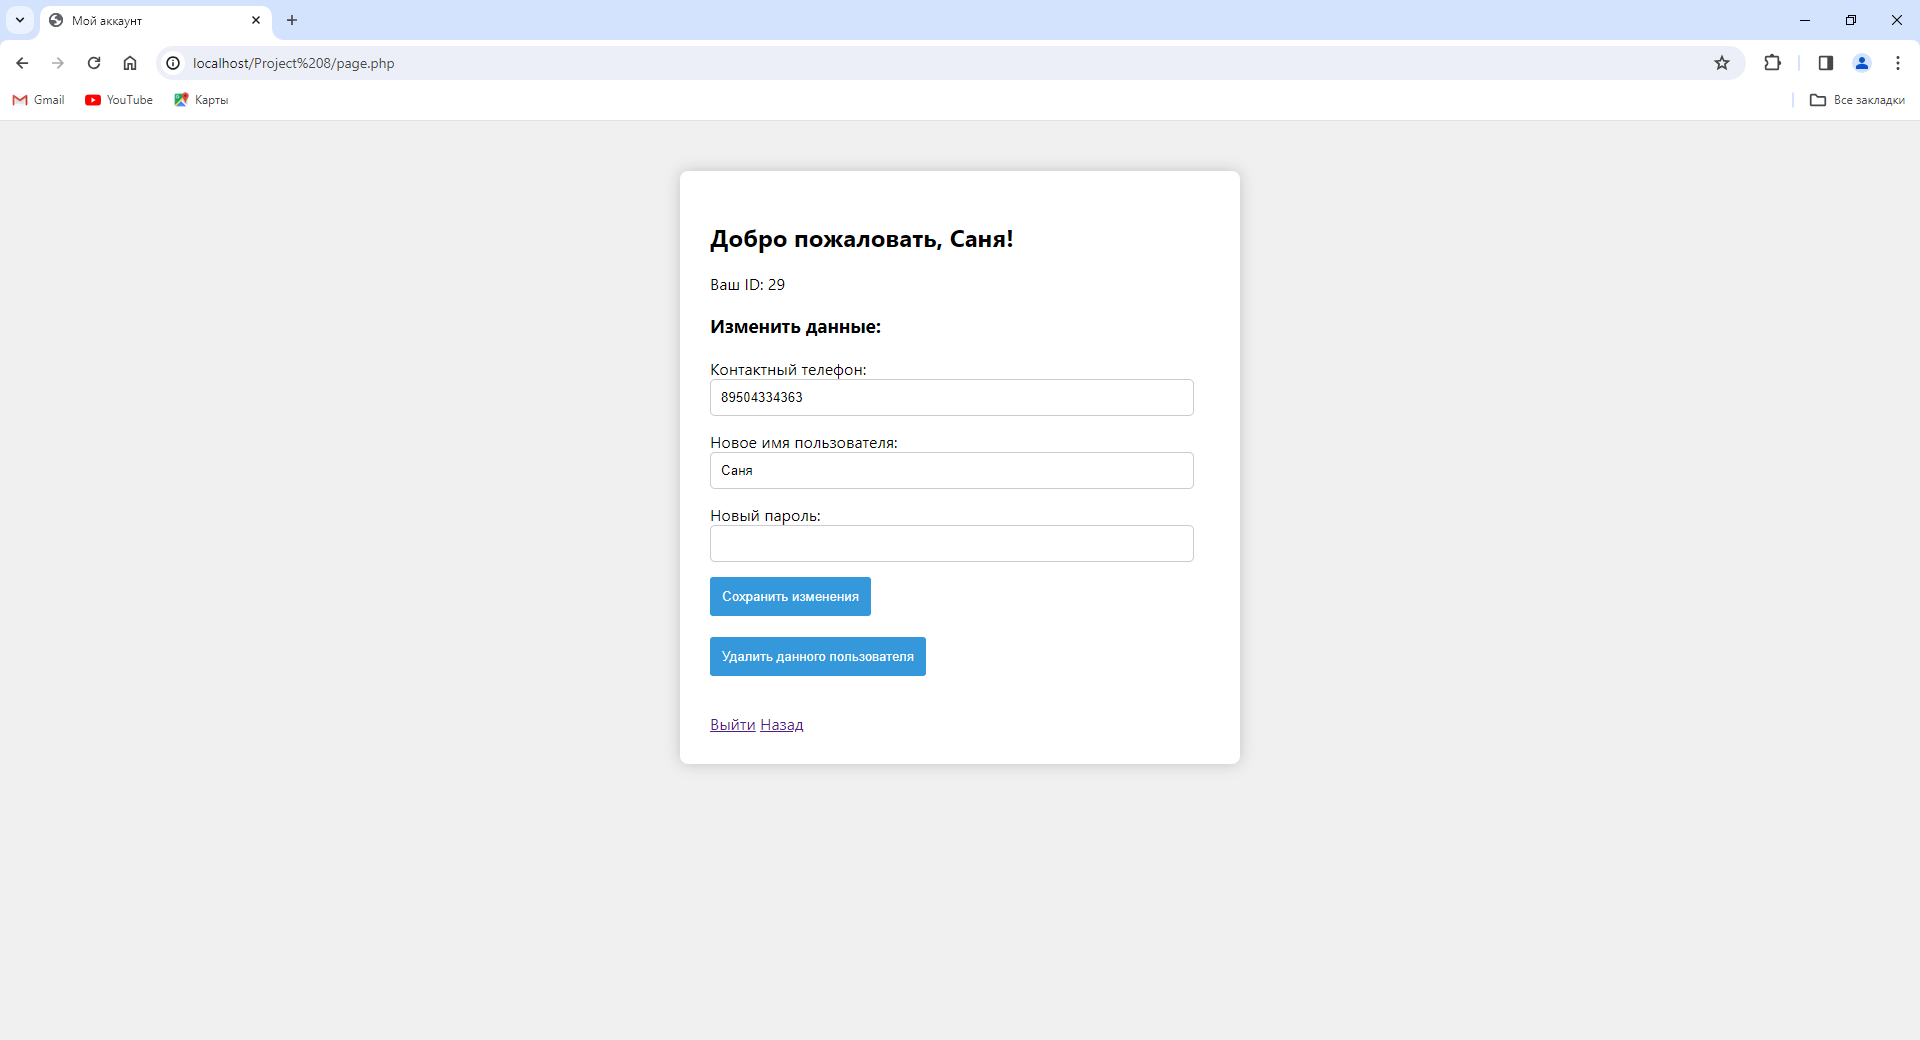 Мой аккаунт
localhost/Project%208/page.php
Gmail YouTube Карты Все закладки
Добро пожаловать, Саня!
Ваш ID: 29
Изменить данные:
Контактный телефон:
89504334363
Новое имя пользователя:
Саня
Новый пароль:
Сохранить изменения
Удалить данного пользователя
Выйти Назад